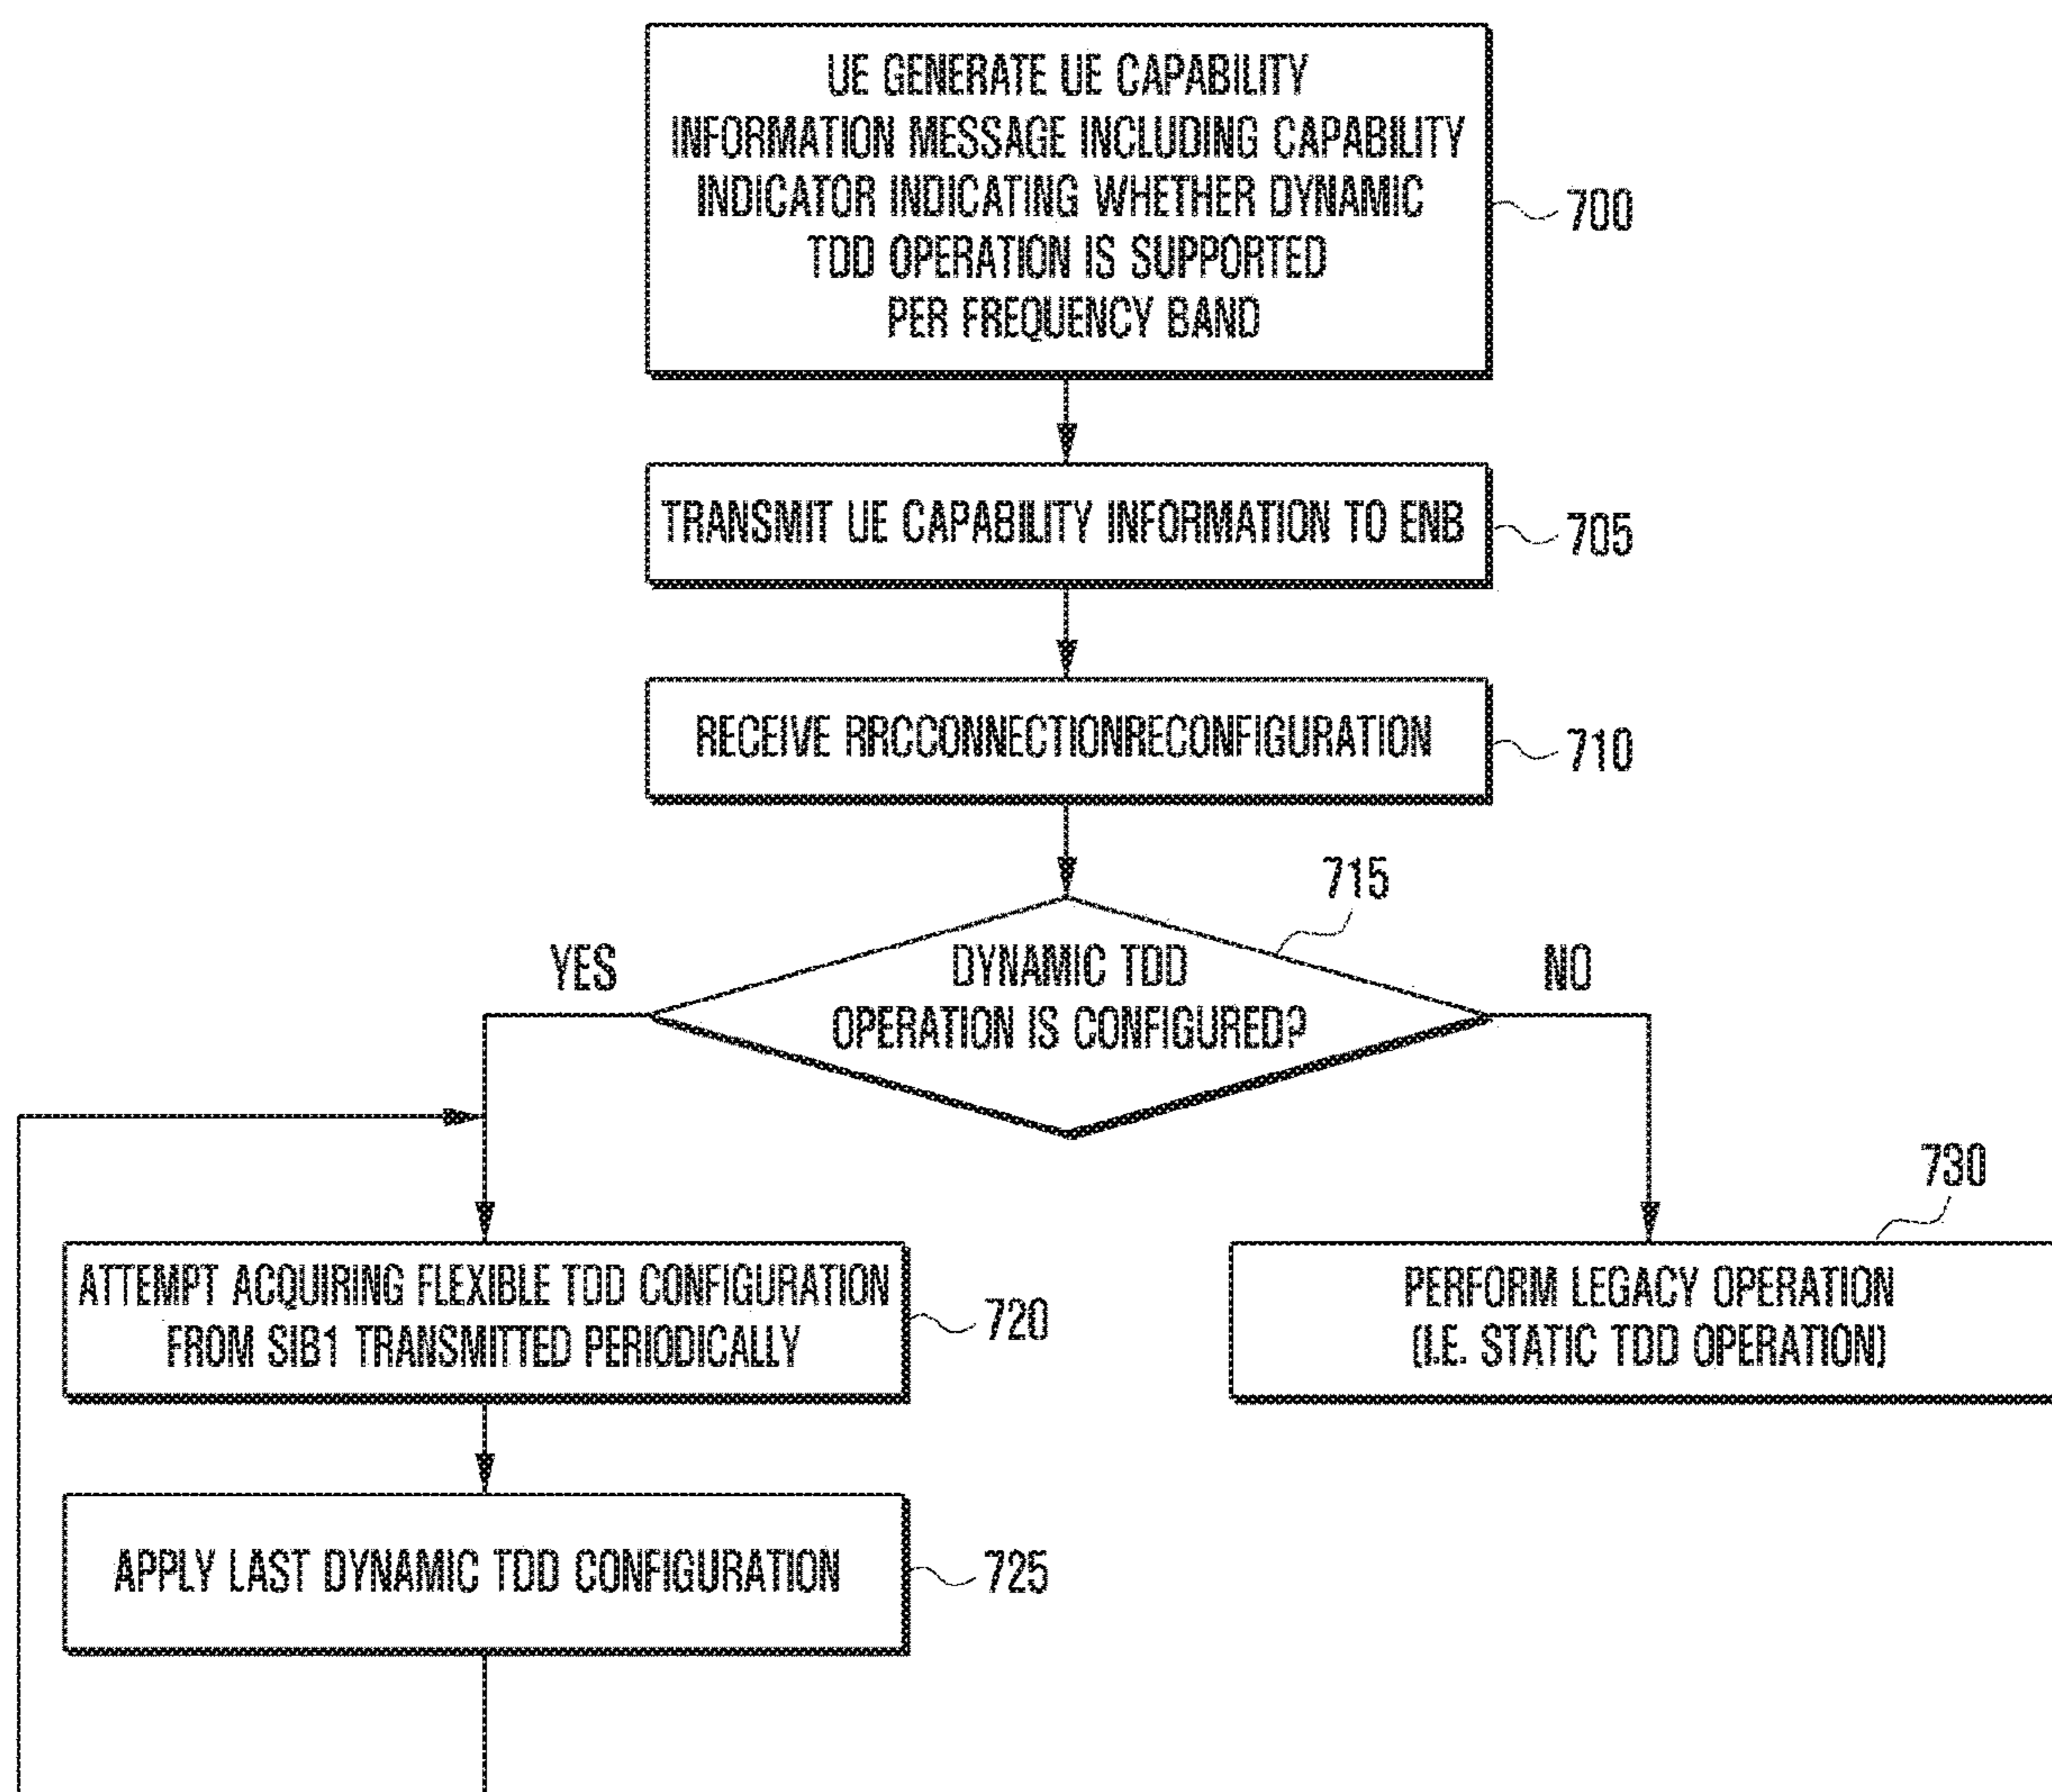 UE GENERATE UE CAPABILITY
INFORMATION MESSAGE INCLUDING CAPABILITY
INDICATOR INDICATING WHETHER DYNAMIC
TDD OPERATION IS SUPPORTED
PER FREQUENCY BAND
700
TRANSMIT UE CAPABILITY INFORMATION TO ENB
705
RECEIVE RRCCONNECTIONRECONFIGURATION
710
715
YES
DYNAMIC TDD
OPERATION IS CONFIGURED?
NO
730
ATTEMPT ACQUIRING FLEXIBLE TDD CONFIGURATION
FROM SIB1 TRANSMITTED PERIODICALLY
720
PERFORM LEGACY OPERATION
(I.E. STATIC TDD OPERATION)
APPLY LAST DYNAMIC TDD CONFIGURATION
725